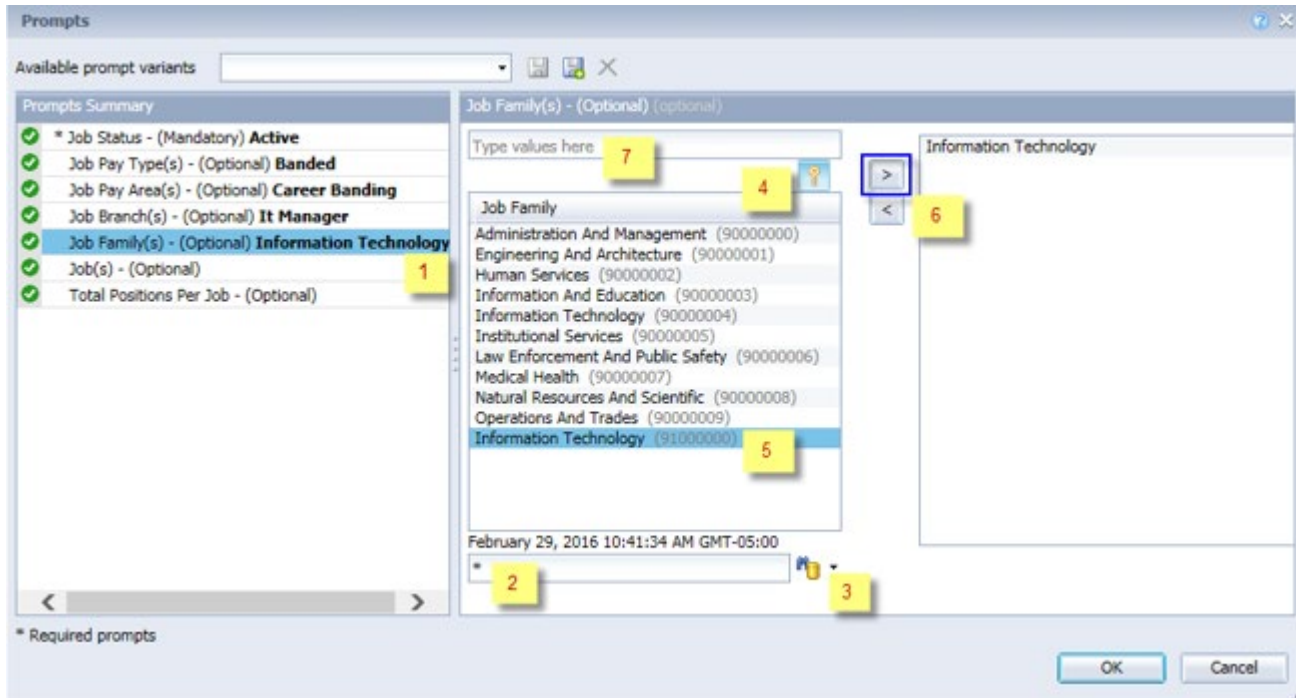 Prompts
Available prompt variants
Prompts Summary
* Job Status - (Mandatory) Active
Job Pay Type(s) - (Optional) Banded
Job Pay Area(s) - (Optional) Career Banding
Job Branch(s) - (Optional) It Manager
Job Family(s) - (Optional) Information Technology
1
Job(s) - (Optional)
Total Positions Per Job - (Optional)
* Required prompts
Job Family(s) - (Optional) (optional)
Type values here
7
4
Job Family
Administration And Management (90000000)
Engineering And Architecture (90000001)
Human Services (90000002)
Information And Education (90000003)
Information Technology (90000004)
Institutional Services (90000005)
Law Enforcement And Public Safety (90000006)
Medical Health (90000007)
Natural Resources And Scientific (90000008)
Operations And Trades (90000009)
Information Technology (91000000)
5
February 29, 2016 10:41:34 AM GMT-05:00
*
2
3
>
<
6
Information Technology
OK
Cancel